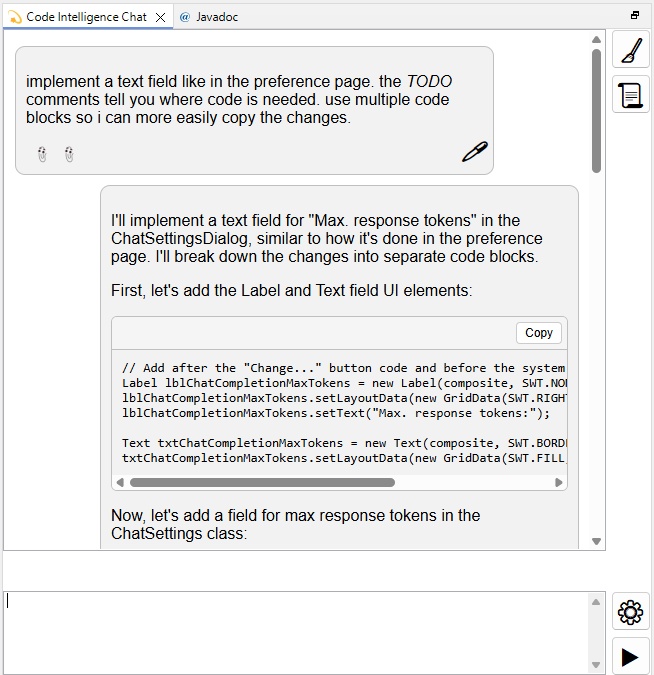 Code Intelligence Chat
@ Javadoc
implement a text field like in the preference page. the TODO
comments tell you where code is needed. use multiple code
blocks so i can more easily copy the changes.
I'll implement a text field for "Max. response tokens" in the
ChatSettingsDialog, similar to how it's done in the preference
page. I'll break down the changes into separate code blocks.
First, let's add the Label and Text field UI elements:
Copy
// Add after the "Change..." button code and before the system
Label lblChatCompletionMaxTokens = new Label(composite, SWT.NO
lblChatCompletionMaxTokens.setLayoutData(new GridData(SWT.RIGH
lblChatCompletionMaxTokens.setText("Max. response tokens:");
Text txtChatCompletionMaxTokens = new Text(composite, SWT.BORD
txtChatCompletionMaxTokens.setLayoutData(new GridData(SWT.FILL,
Now, let's add a field for max response tokens in the
ChatSettings class: